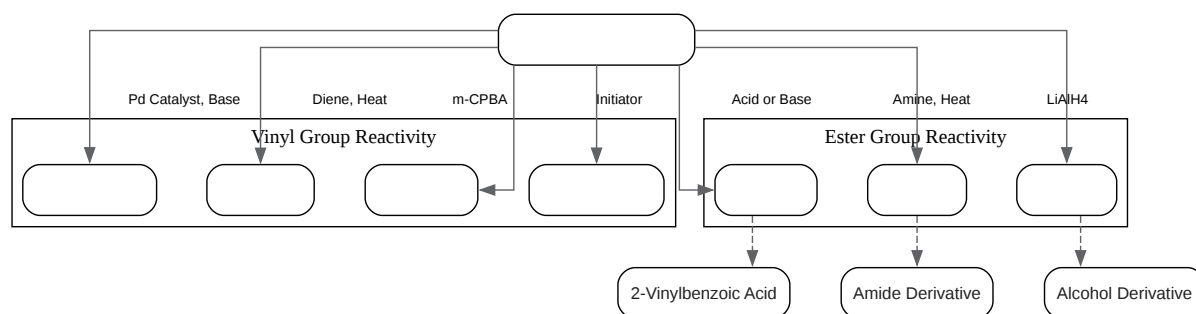 Pd Catalyst, Base
Diene, Heat
m-CPBA
Initiator
Acid or Base
Amine, Heat
LiAlH4
Vinyl Group Reactivity
Ester Group Reactivity
2-Vinylbenzoic Acid
Amide Derivative
Alcohol Derivative